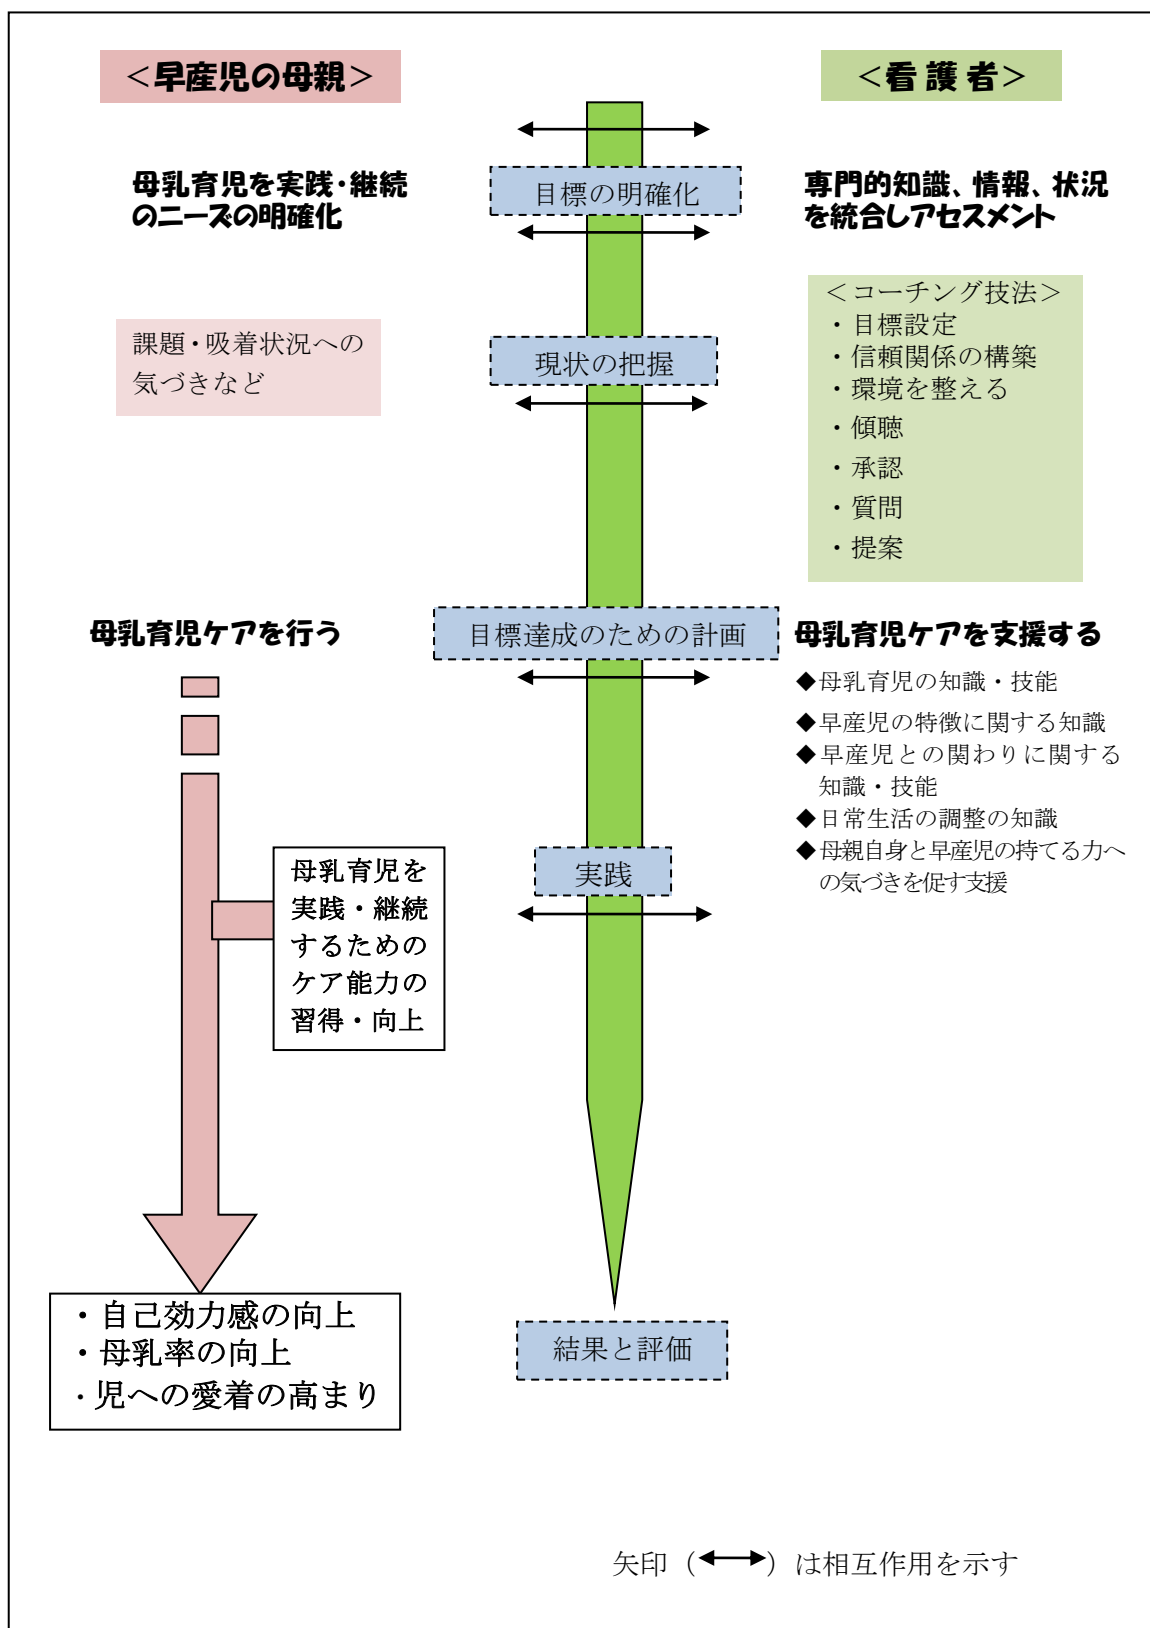 ＜早産児の母親＞
＜看 護 者＞
母乳育児を実践・継続
のニーズの明確化
目標の明確化
専門的知識、情報、状況
を統合しアセスメント
＜コーチング技法＞
・目標設定
・信頼関係の構築
・環境を整える
・傾聴
・承認
・質問
・提案
課題・吸着状況への
気づきなど
現状の把握
母乳育児ケアを行う
目標達成のための計画
母乳育児ケアを支援する
◆母乳育児の知識・技能
◆早産児の特徴に関する知識
◆早産児との関わりに関する
知識・技能
◆日常生活の調整の知識
◆母親自身と早産児の持てる力へ
の気づきを促す支援
母乳育児を
実践・継続
するための
ケア能力の
習得・向上
実践
・自己効力感の向上
・母乳率の向上
・児への愛着の高まり
結果と評価
矢印（⟷）は相互作用を示す